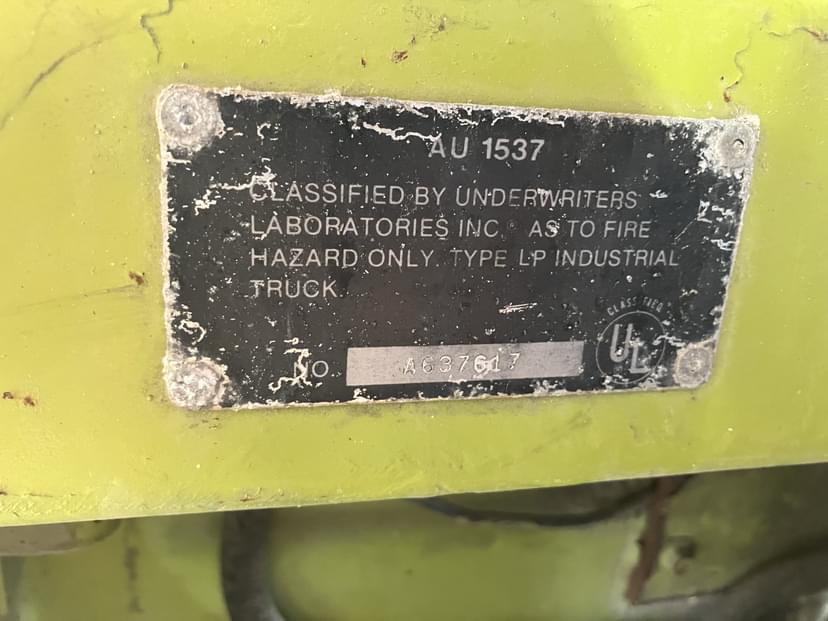 AU 1537
CLASSIFIED BY UNDERWRITERS
LABORATORIES INC. AS TO FIRE
HAZARD ONLY. TYPE LP INDUSTRIAL
TRUCK.
NO. A637617
CLASSIFIED
UL